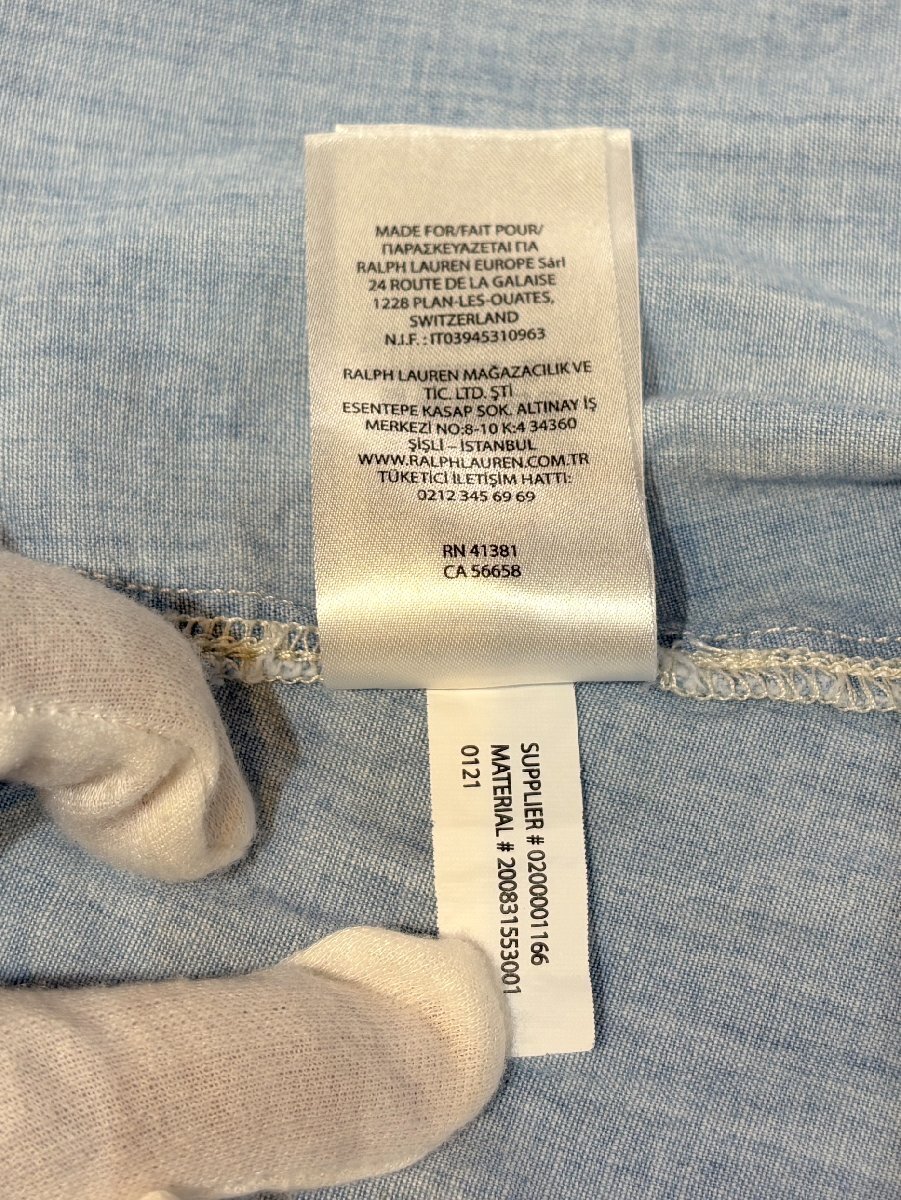 MADE FOR/FAIT POUR/
ΠΑΡΑΣΚΕΥΑΖΕΤΑΙ ΓΙΑ
RALPH LAUREN EUROPE Sárl
24 ROUTE DE LA GALAISE
1228 PLAN-LES-OUATES,
SWITZERLAND
N.I.F. : IT03945310963
RALPH LAUREN MAĞAZACILIK VE
TİC. LTD. ŞTİ
ESENTEPE KASAP SOK. ALTINAY İŞ
MERKEZİ NO:8-10 K:4 34360
ŞİŞLİ – İSTANBUL
WWW.RALPHLAUREN.COM.TR
TÜKETİCİ İLETİŞİM HATTI:
0212 345 69 69
RN 41381
CA 56658
SUPPLIER # 0200001166
MATERIAL # 200831553001
0121